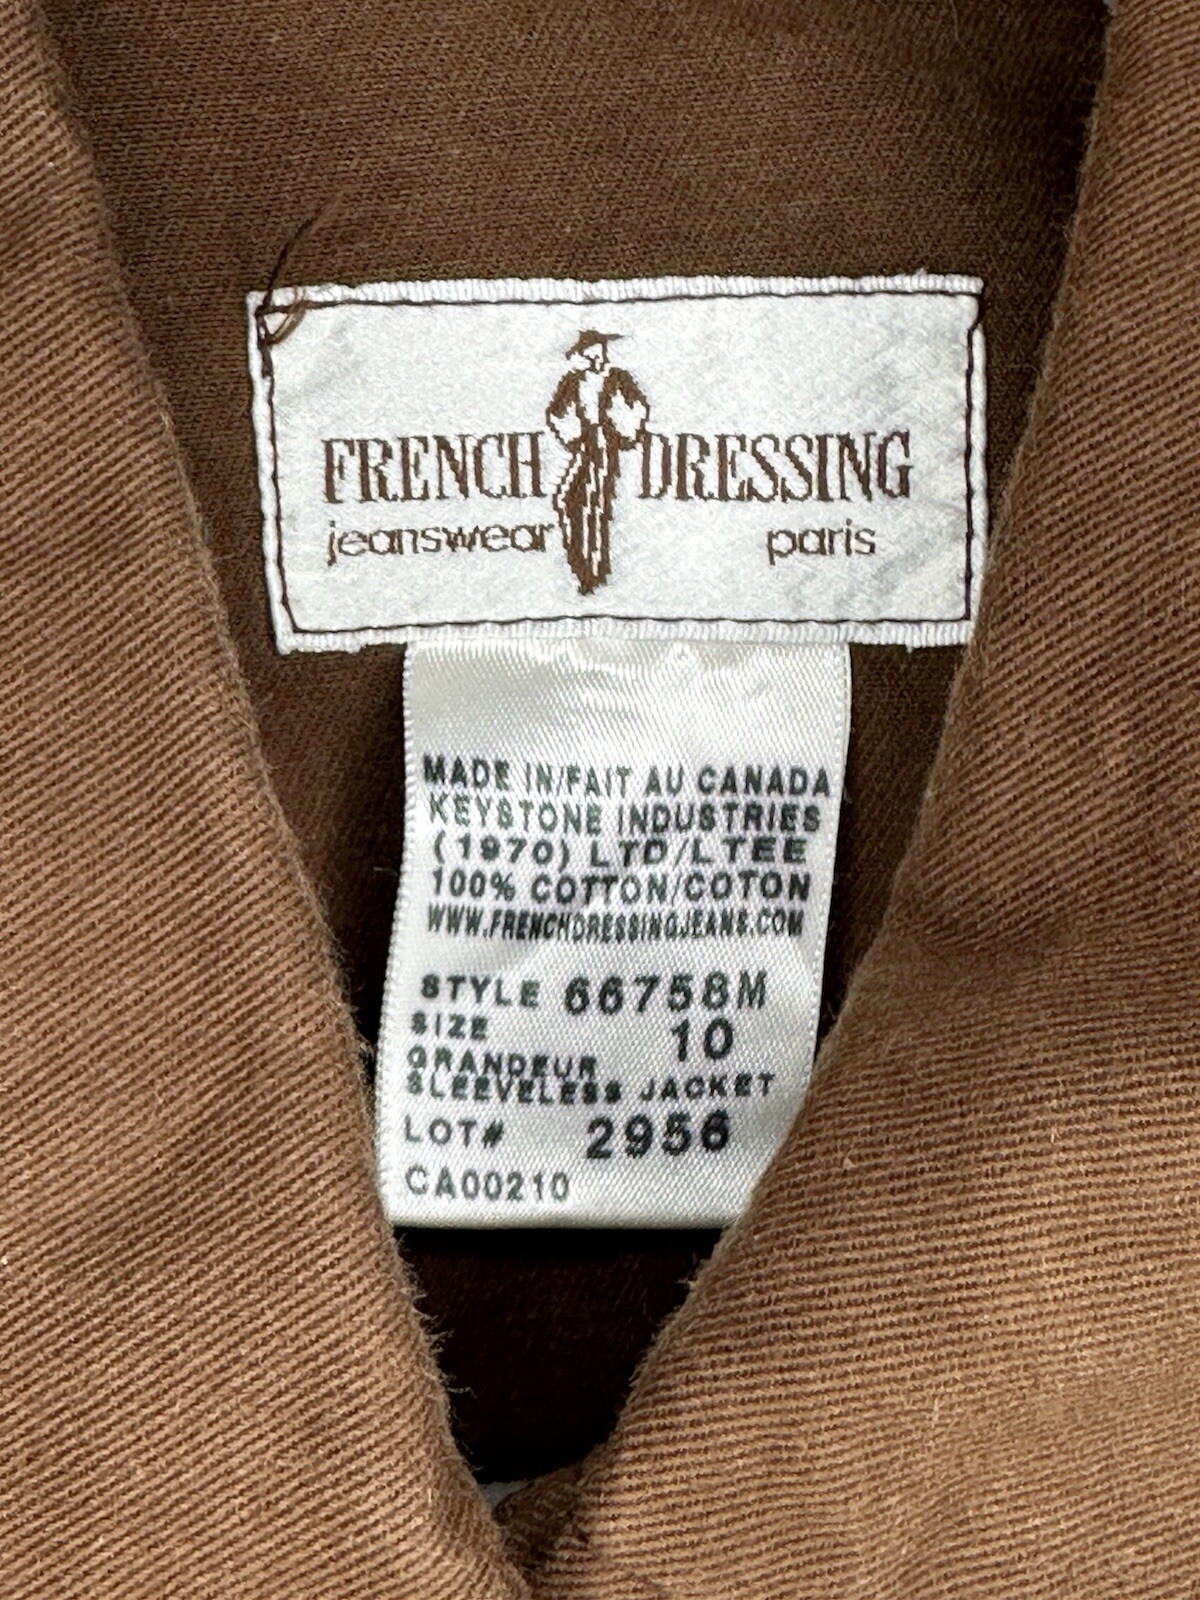 FRENCH DRESSING
jeanswear paris
MADE IN/FAIT AU CANADA
KEYSTONE INDUSTRIES
(1970) LTD/LTEE
100% COTTON/COTON
WWW.FRENCHDRESSINGJEANS.COM
STYLE 66758M
SIZE 10
GRANDEUR
SLEEVELESS JACKET
LOT# 2956
CA00210